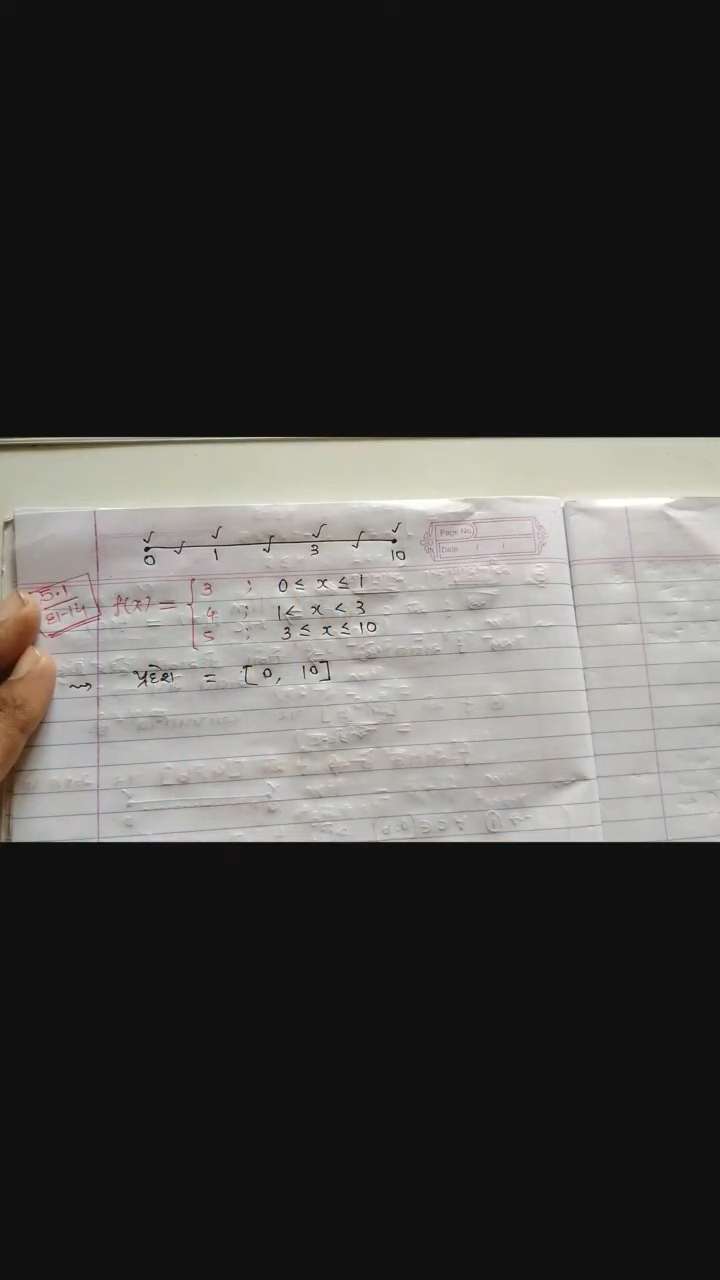 Page No.
Date
0 1 3 10
5.1
દા-14
f(x) = { 3 ; 0 ≤ x ≤ 1
4 ; 1 < x < 3
5 ; 3 ≤ x ≤ 10
⇝ પ્રદેશ = [0, 10]